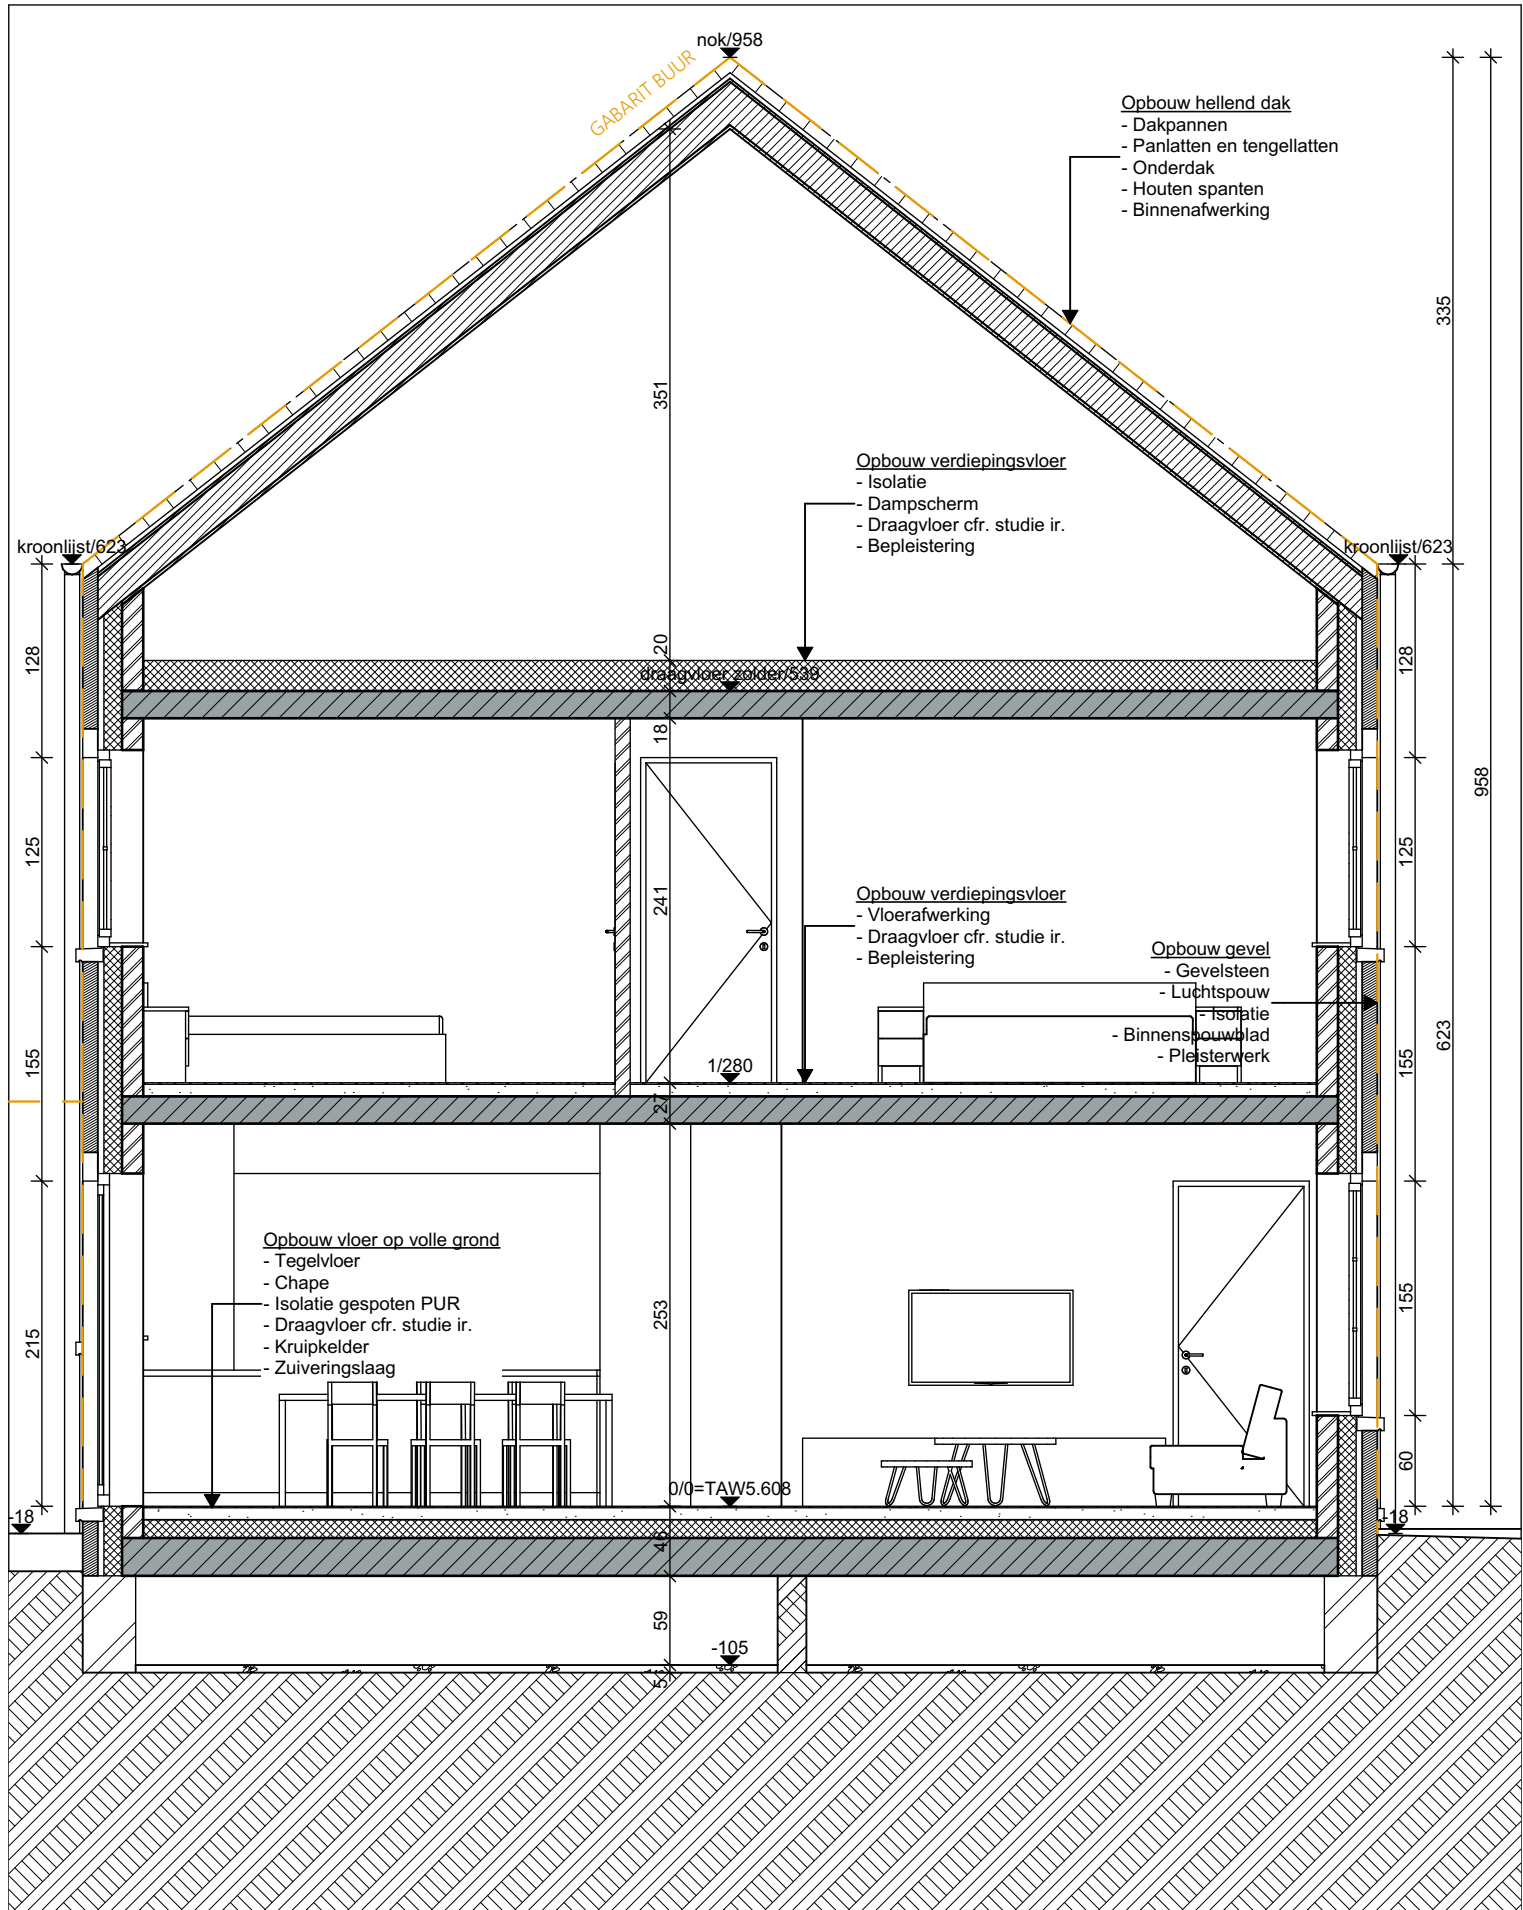 nok/958
GABARIT BUUR
Opbouw hellend dak
- Dakpannen
- Panlatten en tengellatten
- Onderdak
- Houten spanten
- Binnenafwerking
335
351
Opbouw verdiepingsvloer
- Isolatie
- Dampscherm
- Draagvloer cfr. studie ir.
- Bepleistering
kroonlijst/623
kroonlijst/623
128
20
128
draagvloer zolder/539
18
958
125
241
125
Opbouw verdiepingsvloer
- Vloerafwerking
- Draagvloer cfr. studie ir.
- Bepleistering
Opbouw gevel
- Gevelsteen
- Luchtspouw
- Isolatie
- Binnenspouwblad
- Pleisterwerk
155
1/280
155
623
27
Opbouw vloer op volle grond
- Tegelvloer
- Chape
- Isolatie gespoten PUR
- Draagvloer cfr. studie ir.
- Kruipkelder
- Zuiveringslaag
215
253
155
60
0/0=TAW5.608
-18
-18
46
59
-105
5